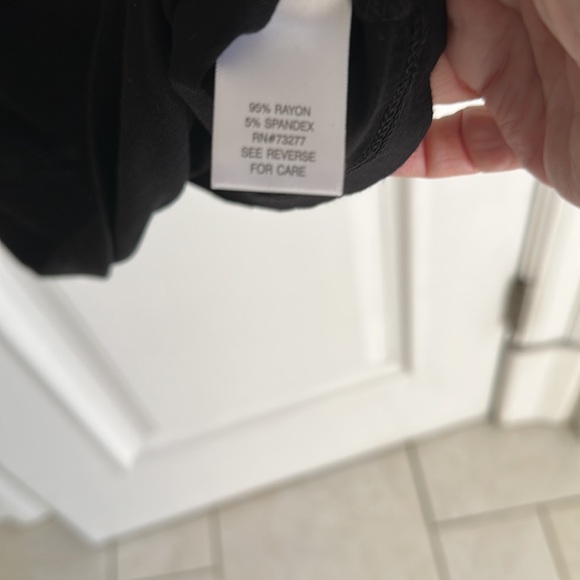 95% RAYON
5% SPANDEX
RN#73277
SEE REVERSE
FOR CARE